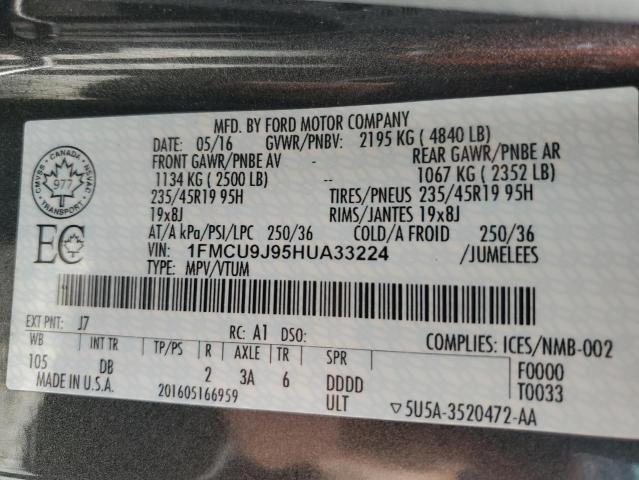 MFD. BY FORD MOTOR COMPANY
DATE: 05/16 GVWR/PNBV: 2195 KG ( 4840 LB)
FRONT GAWR/PNBE AV REAR GAWR/PNBE AR
1134 KG ( 2500 LB) -- 1067 KG ( 2352 LB)
235/45R19 95H TIRES/PNEUS 235/45R19 95H
19x8J RIMS/JANTES 19x8J
AT/A kPa/PSI/LPC 250/36 COLD/A FROID 250/36
VIN: 1FMCU9J95HUA33224 /JUMELEES
TYPE: MPV/VTUM
CMVSS - CANADA - NSVAC
977
TRANSPORT
EC
EXT PNT: J7 RC: A1 DSO: COMPLIES: ICES/NMB-002
WB INT TR TP/PS R AXLE TR SPR F0000
105 DB 2 3A 6 DDDD T0033
MADE IN U.S.A. 201605166959 ULT ▽5U5A-3520472-AA